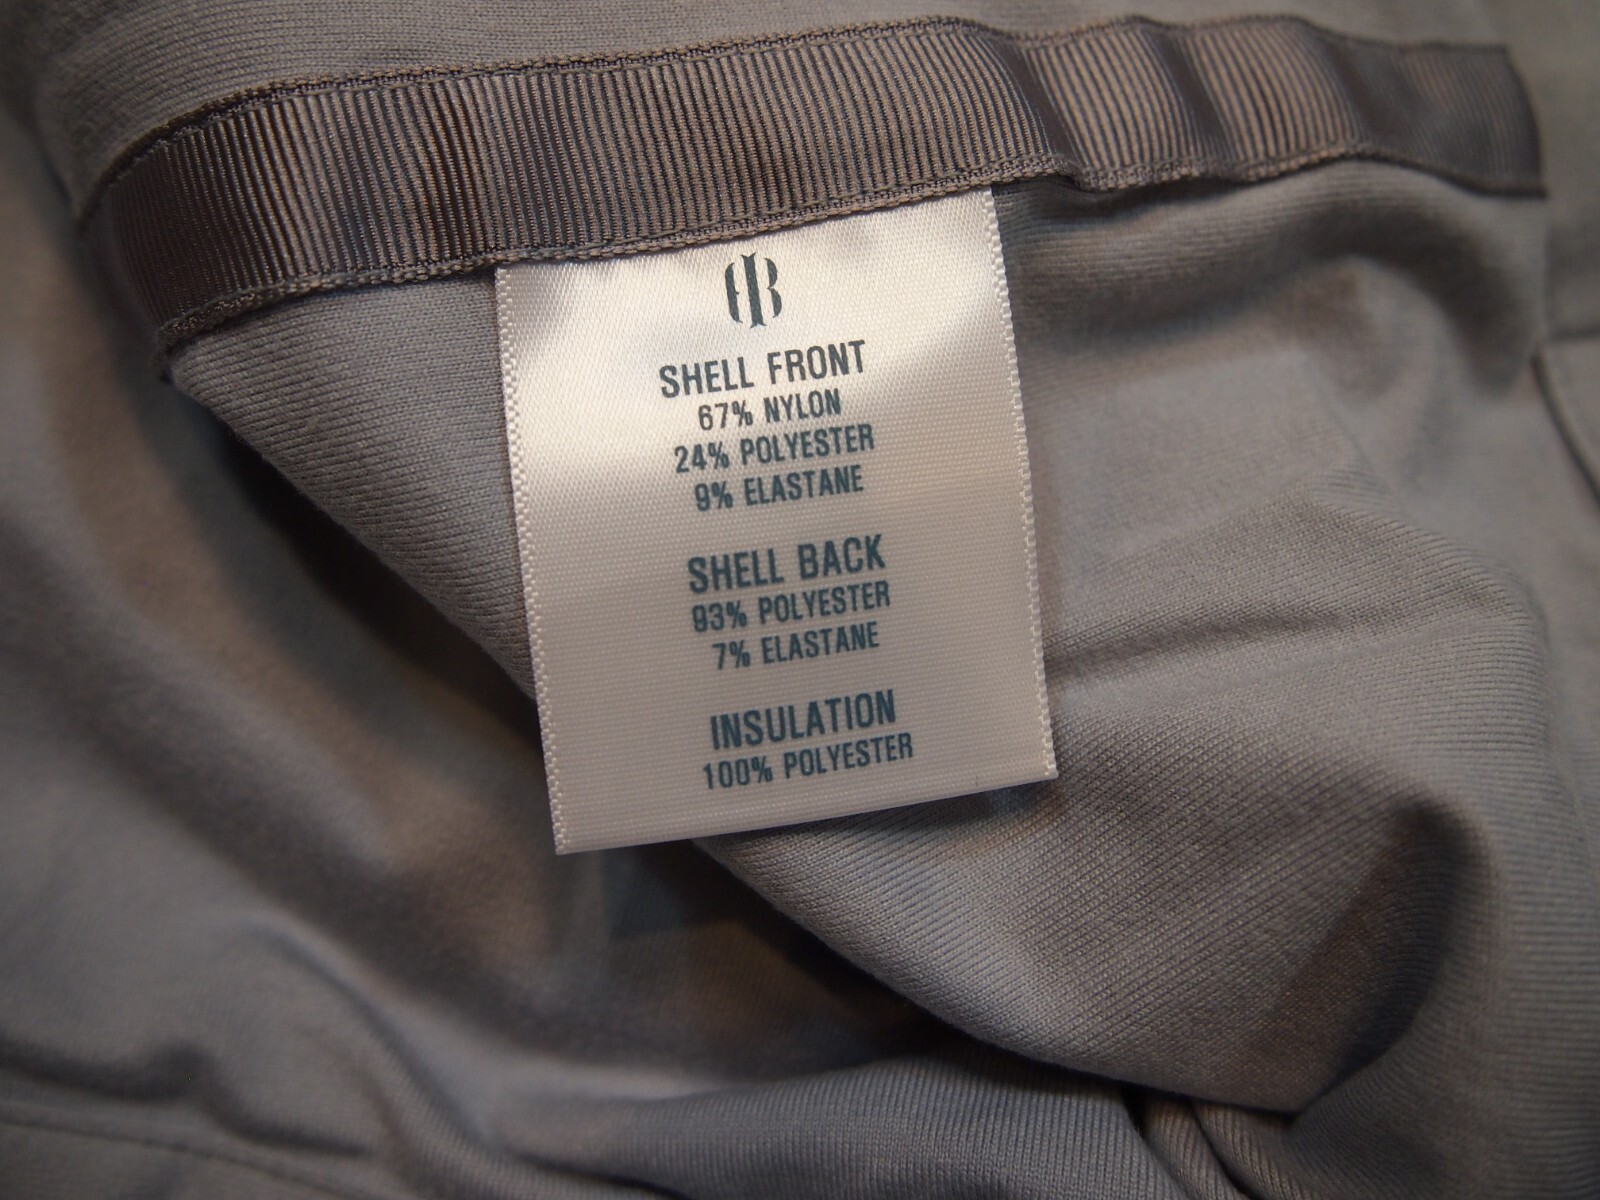 SHELL FRONT
67% NYLON
24% POLYESTER
9% ELASTANE
SHELL BACK
93% POLYESTER
7% ELASTANE
INSULATION
100% POLYESTER